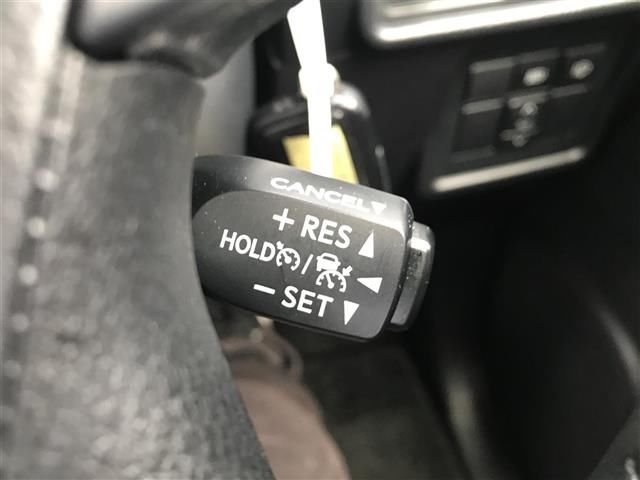 CANCEL
+ RES
HOLD /
− SET